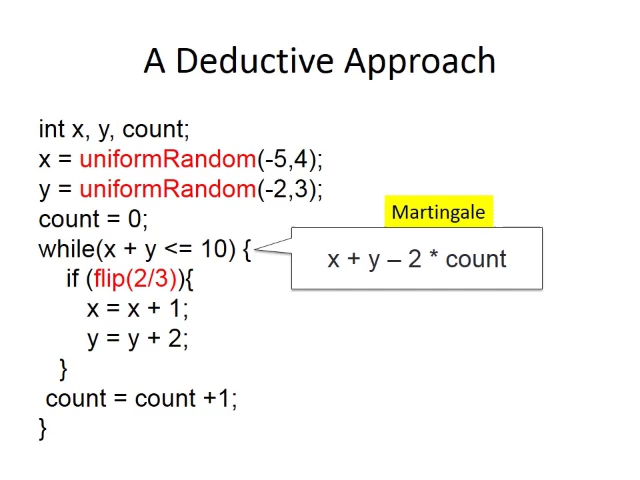 A Deductive Approach
int x, y, count;
x = uniformRandom(-5,4);
y = uniformRandom(-2,3);
count = 0;
while(x + y <= 10) {
if (flip(2/3)){
x = x + 1;
y = y + 2;
}
count = count +1;
}
Martingale
x + y – 2 * count